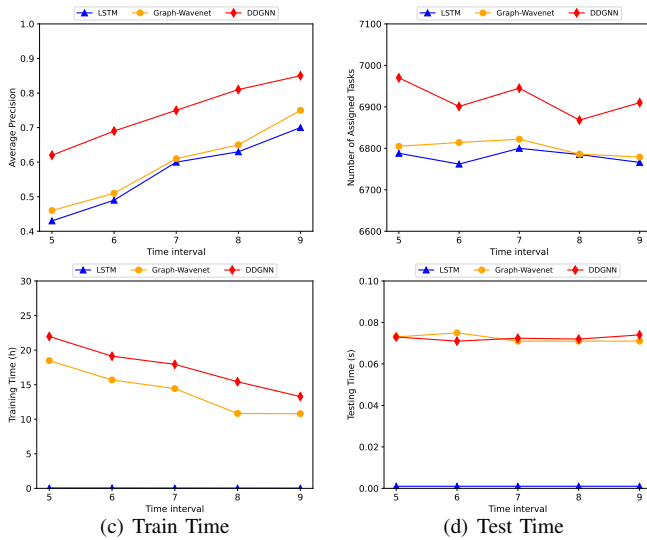 LSTM Graph-Wavenet DDGNN
Average Precision
1.0
0.9
0.8
0.7
0.6
0.5
0.4
5 6 7 8 9
Time interval
LSTM Graph-Wavenet DDGNN
Number of Assigned Tasks
7100
7000
6900
6800
6700
6600
5 6 7 8 9
Time interval
LSTM Graph-Wavenet DDGNN
Training Time (h)
30
25
20
15
10
5
0
5 6 7 8 9
Time interval
(c) Train Time
LSTM Graph-Wavenet DDGNN
Testing Time (s)
0.10
0.08
0.06
0.04
0.02
0.00
5 6 7 8 9
Time interval
(d) Test Time